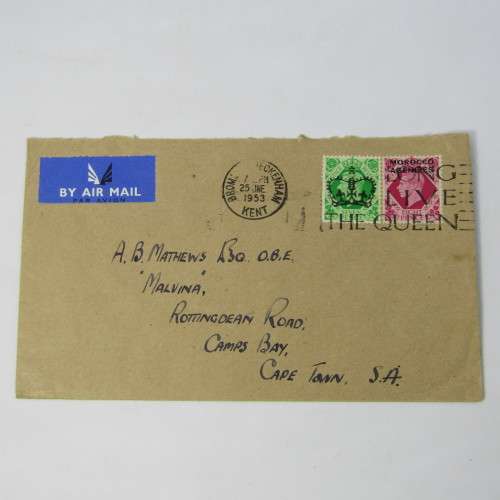 BY AIR MAIL
PAR AVION
25 JNE
1953
KENT
MOROCCO
AGENCIES
LONG
LIVE
THE QUEEN
A. B. MATHEWS ESQ. O.B.E.
"MALVINA",
ROTTINGDEAN ROAD,
CAMPS BAY,
CAPE TOWN, S.A.